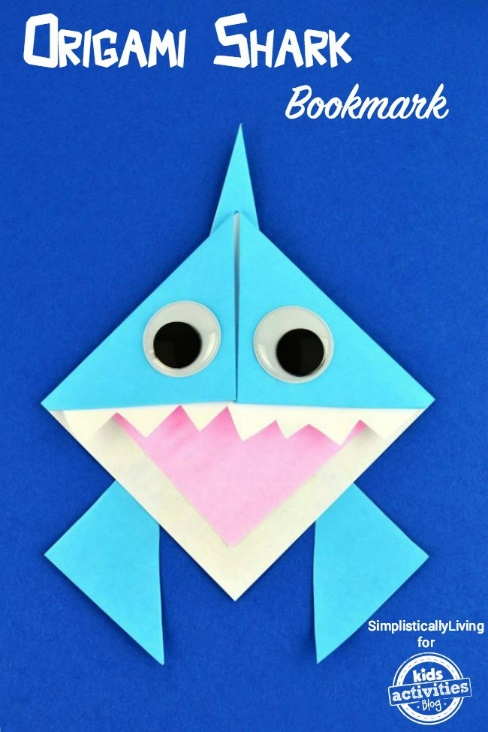 Origami Shark
Bookmark
SimplisticallyLiving
for
kids
activities
Blog